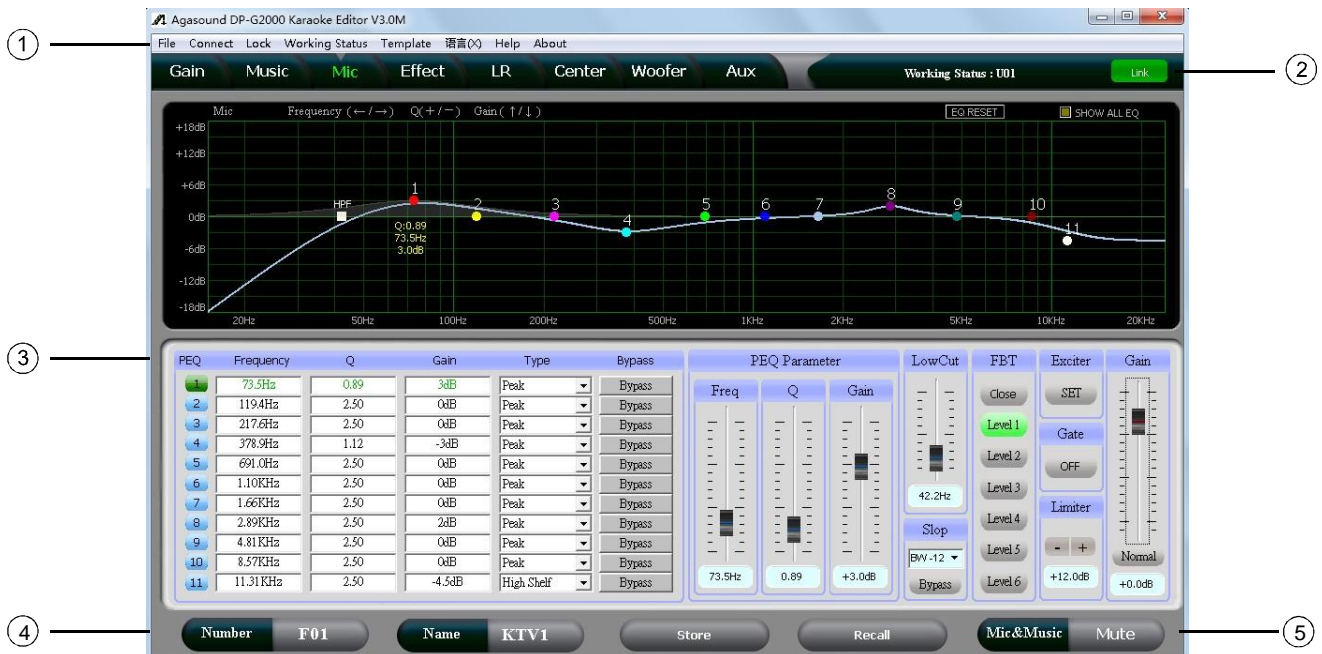 Agasound DP-G2000 Karaoke Editor V3.0M
1 File Connect Lock Working Status Template 语言(X) Help About
Gain Music Mic Effect LR Center Woofer Aux Working Status : U01 Link 2
Mic Frequency (←/→) Q(+/−) Gain(↑/↓) EQ RESET SHOW ALL EQ
+18dB
+12dB
+6dB
0dB
-6dB
-12dB
-18dB
HPF 1 2 3 4 5 6 7 8 9 10 11
Q:0.89
73.5Hz
3.0dB
20Hz 50Hz 100Hz 200Hz 500Hz 1KHz 2KHz 5KHz 10KHz 20KHz
3
PEQ Frequency Q Gain Type Bypass
1 73.5Hz 0.89 3dB Peak Bypass
2 119.4Hz 2.50 0dB Peak Bypass
3 217.6Hz 2.50 0dB Peak Bypass
4 378.9Hz 1.12 -3dB Peak Bypass
5 691.0Hz 2.50 0dB Peak Bypass
6 1.10KHz 2.50 0dB Peak Bypass
7 1.66KHz 2.50 0dB Peak Bypass
8 2.89KHz 2.50 2dB Peak Bypass
9 4.81KHz 2.50 0dB Peak Bypass
10 8.57KHz 2.50 0dB Peak Bypass
11 11.31KHz 2.50 -4.5dB High Shelf Bypass
PEQ Parameter
Freq Q Gain
73.5Hz 0.89 +3.0dB
LowCut
42.2Hz
Slop
BW-12
Bypass
FBT
Close
Level 1
Level 2
Level 3
Level 4
Level 5
Level 6
Exciter
SET
Gate
OFF
Limiter
- +
+12.0dB
Gain
Normal
+0.0dB
4 Number F01 Name KTV1 Store Recall Mic&Music Mute 5